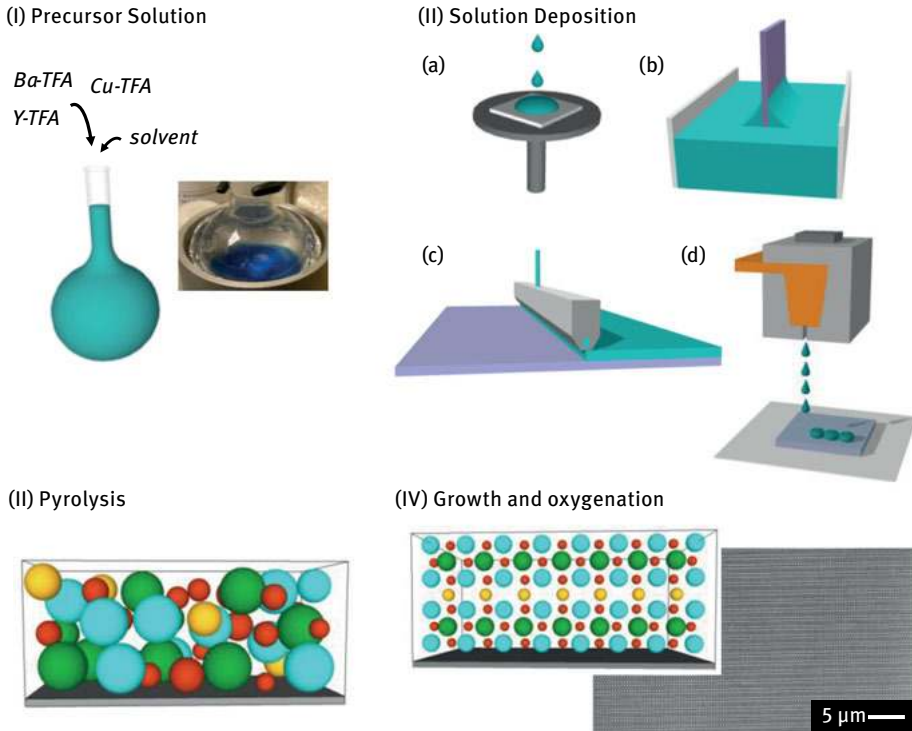 (I) Precursor Solution
Ba-TFA
Cu-TFA
Y-TFA
solvent
(II) Solution Deposition
(a)
(b)
(c)
(d)
(II) Pyrolysis
(IV) Growth and oxygenation
5 μm